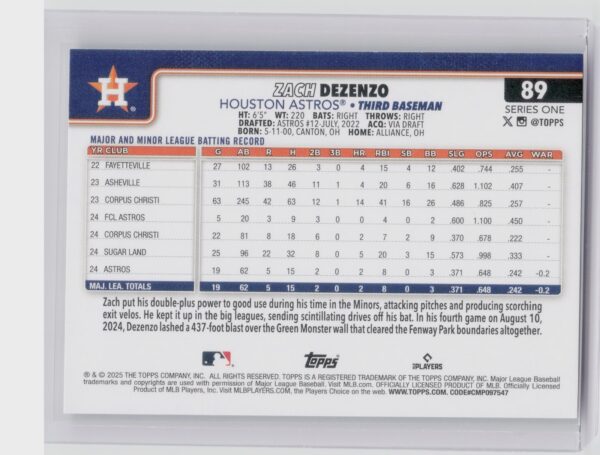 H
ZACH DEZENZO
HOUSTON ASTROS® • THIRD BASEMAN
HT: 6'5" WT: 220 BATS: RIGHT THROWS: RIGHT
DRAFTED: ASTROS #12-JULY, 2022 ACQ: VIA DRAFT
BORN: 5-11-00, CANTON, OH HOME: ALLIANCE, OH
89
SERIES ONE
X @TOPPS
MAJOR AND MINOR LEAGUE BATTING RECORD
YR CLUB G AB R H 2B 3B HR RBI SB BB SLG OPS AVG WAR
22 FAYETTEVILLE 27 102 13 26 3 0 4 15 4 12 .402 .744 .255 -
23 ASHEVILLE 31 113 38 46 11 1 4 20 6 16 .628 1.102 .407 -
23 CORPUS CHRISTI 63 245 42 63 12 1 14 41 16 26 .486 .825 .257 -
24 FCL ASTROS 5 20 3 9 3 0 0 4 0 2 .600 1.100 .450 -
24 CORPUS CHRISTI 22 81 8 18 6 0 2 7 2 9 .370 .678 .222 -
24 SUGAR LAND 25 96 22 32 8 0 5 20 3 15 .573 .998 .333 -
24 ASTROS 19 62 5 15 2 0 2 8 0 3 .371 .648 .242 -0.2
MAJ. LEA. TOTALS 19 62 5 15 2 0 2 8 0 3 .371 .648 .242 -0.2
Zach put his double-plus power to good use during his time in the Minors, attacking pitches and producing scorching
exit velos. He kept it up in the big leagues, sending scintillating drives off his bat. In his fourth game on August 10,
2024, Dezenzo lashed a 437-foot blast over the Green Monster wall that cleared the Fenway Park boundaries altogether.
Topps
PLAYERS
® & © 2025 THE TOPPS COMPANY, INC. ALL RIGHTS RESERVED. TOPPS IS A REGISTERED TRADEMARK OF THE TOPPS COMPANY, INC. Major League Baseball
trademarks and copyrights are used with permission of Major League Baseball. Visit MLB.com. OFFICIALLY LICENSED PRODUCT OF MLB. Officially Licensed
Product of MLB Players, Inc. Visit MLBPLAYERS.COM, the Players Choice on the web. WWW.TOPPS.COM. CODE#CMP097547